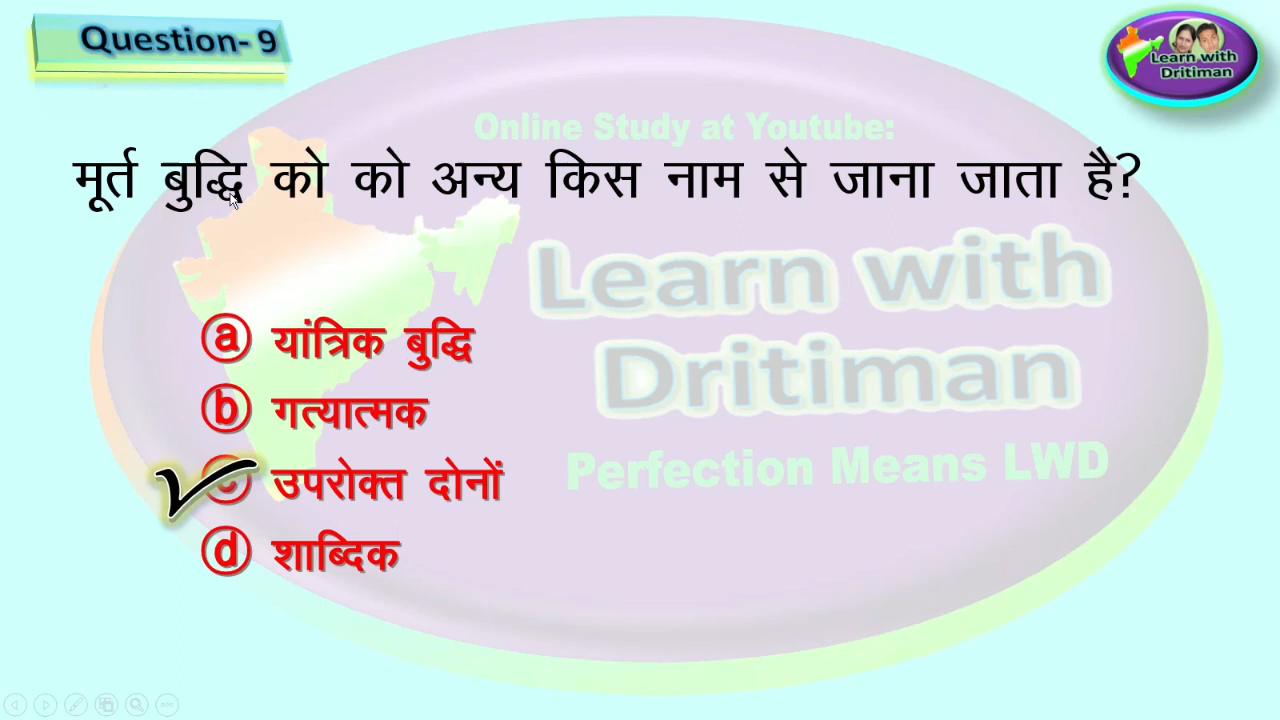 Question- 9
Learn with
Dritiman
Online Study at Youtube:
मूर्त बुद्धि को को अन्य किस नाम से जाना जाता है?
Learn with
Dritiman
ⓐ यांत्रिक बुद्धि
ⓑ गत्यात्मक
Perfection Means LWD
ⓒ उपरोक्त दोनों
ⓓ शाब्दिक